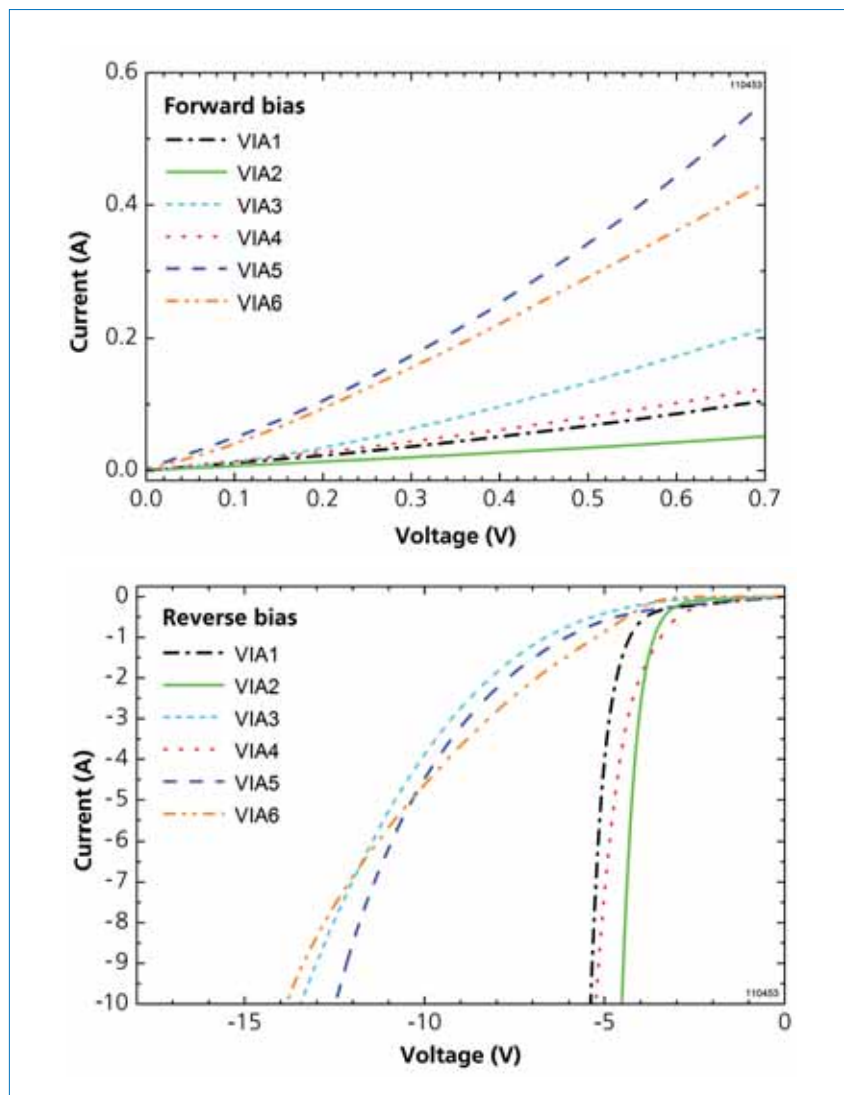 0.6
110453
Forward bias
VIA1
VIA2
VIA3
VIA4
VIA5
VIA6
0.4
0.2
0.0
Current (A)
0.0 0.1 0.2 0.3 0.4 0.5 0.6 0.7
Voltage (V)
0
Reverse bias
-1
VIA1
-2
VIA2
-3
VIA3
-4
VIA4
VIA5
-5
VIA6
-6
-7
-8
-9
-10
110453
Current (A)
-15 -10 -5 0
Voltage (V)